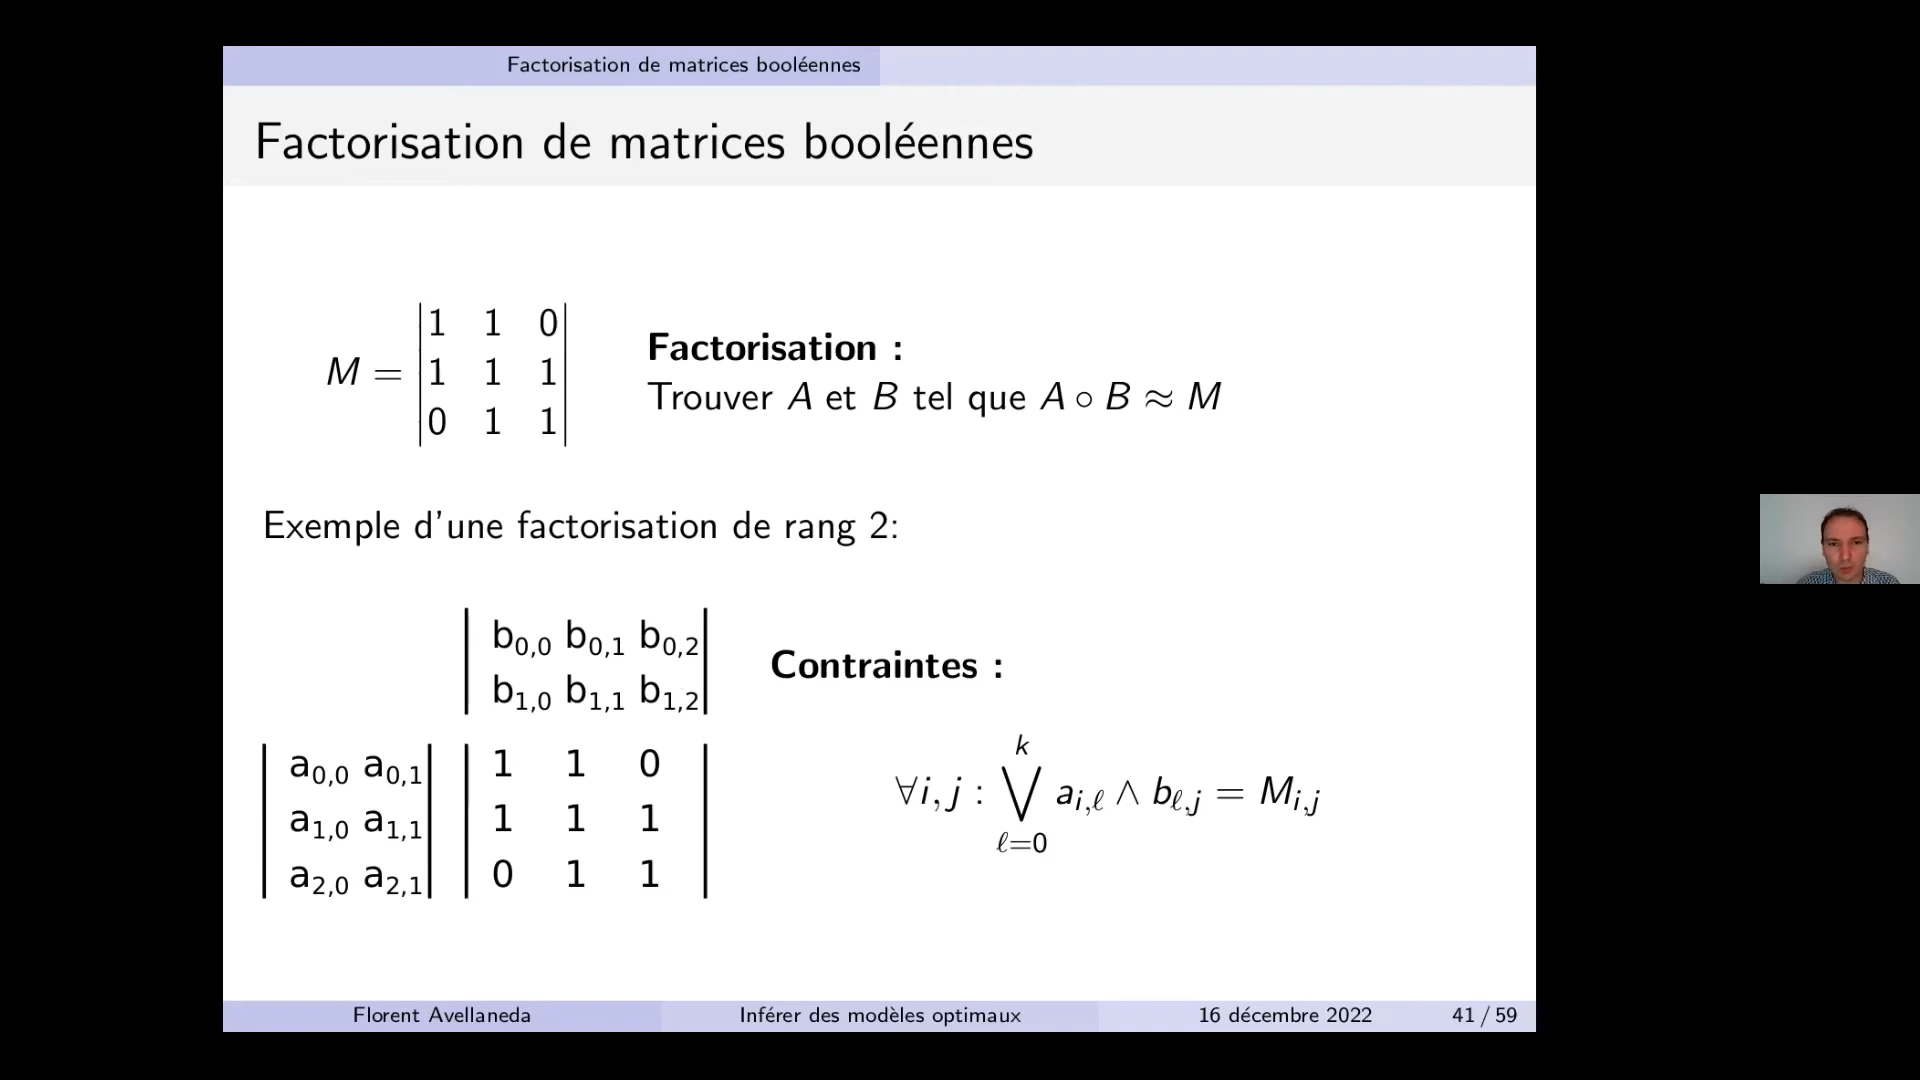 Factorisation de matrices booléennes
Factorisation de matrices booléennes
M = |1 1 0|
|1 1 1|
|0 1 1|
Factorisation :
Trouver A et B tel que A ∘ B ≈ M
Exemple d'une factorisation de rang 2:
| b0,0 b0,1 b0,2 |
| b1,0 b1,1 b1,2 |
| a0,0 a0,1 | | 1 1 0 |
| a1,0 a1,1 | | 1 1 1 |
| a2,0 a2,1 | | 0 1 1 |
Contraintes :
∀i, j : ⋁_{ℓ=0}^{k} a_{i,ℓ} ∧ b_{ℓ,j} = M_{i,j}
Florent Avellaneda Inférer des modèles optimaux 16 décembre 2022 41 / 59